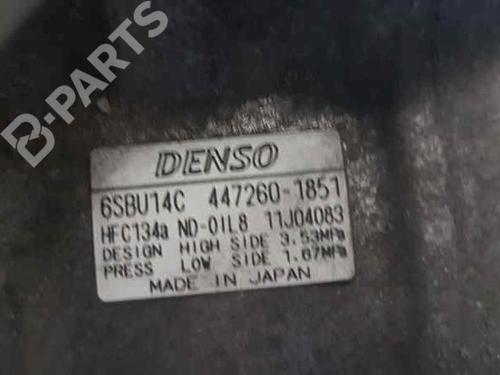 B-PARTS
DENSO
6SBU14C 447260-1851
HFC134a ND-OIL8 11J04083
DESIGN HIGH SIDE 3.53MPa
PRESS LOW SIDE 1.07MPa
MADE IN JAPAN